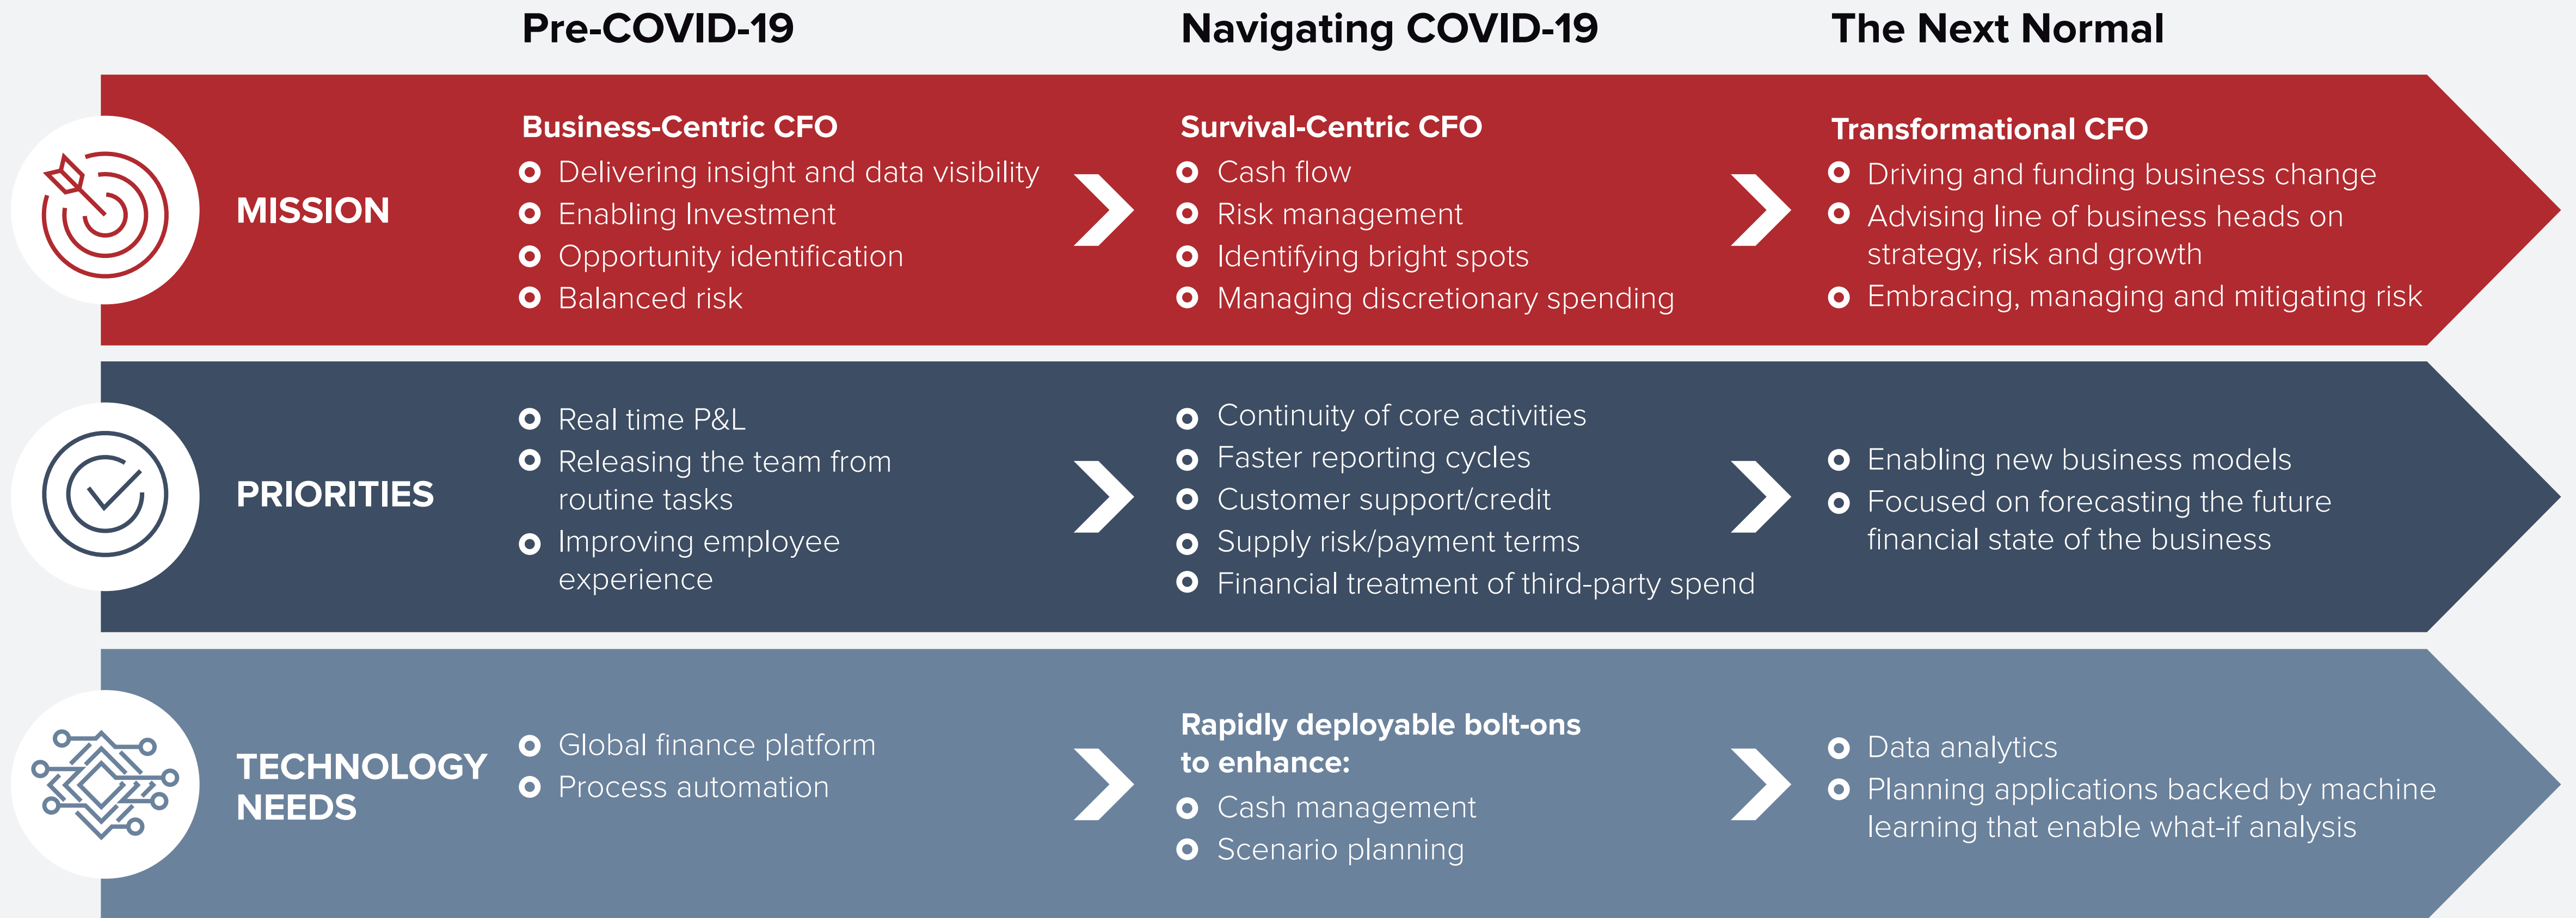 Pre-COVID-19
Navigating COVID-19
The Next Normal
MISSION
Business-Centric CFO
Delivering insight and data visibility
Enabling Investment
Opportunity identification
Balanced risk
Survival-Centric CFO
Cash flow
Risk management
Identifying bright spots
Managing discretionary spending
Transformational CFO
Driving and funding business change
Advising line of business heads on
strategy, risk and growth
Embracing, managing and mitigating risk
PRIORITIES
Real time P&L
Releasing the team from
routine tasks
Improving employee
experience
Continuity of core activities
Faster reporting cycles
Customer support/credit
Supply risk/payment terms
Financial treatment of third-party spend
Enabling new business models
Focused on forecasting the future
financial state of the business
TECHNOLOGY
NEEDS
Global finance platform
Process automation
Rapidly deployable bolt-ons
to enhance:
Cash management
Scenario planning
Data analytics
Planning applications backed by machine
learning that enable what-if analysis